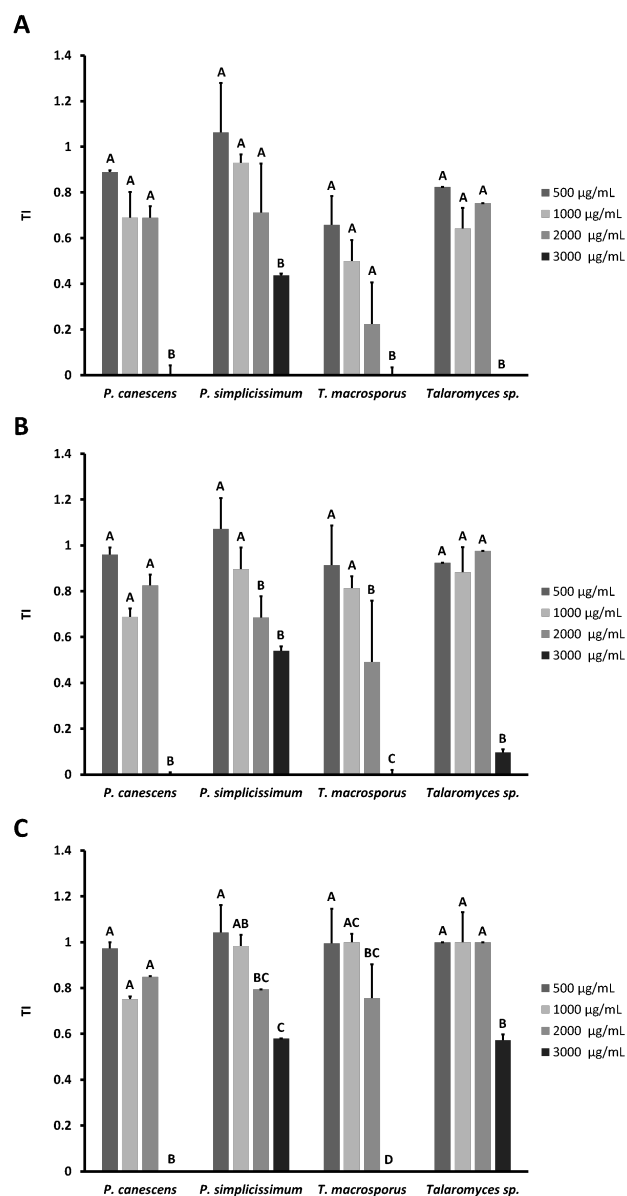 A
1.4
A
1.2
A
A
A
1
A
A
A
A
A
500 µg/mL
0.8
A
A
1000 µg/mL
TI
A
2000 µg/mL
0.6
3000 µg/mL
B
0.4
0.2
B
B
B
0
P. canescens
P. simplicissimum
T. macrosporus
Talaromyces sp.
B
1.4
1.2
A
A
A
A
A
A
A
1
A
B
B
500 µg/mL
0.8
A
1000 µg/mL
TI
B
2000 µg/mL
0.6
3000 µg/mL
0.4
0.2
B
B
C
0
P. canescens
P. simplicissimum
T. macrosporus
Talaromyces sp.
C
1.4
1.2
A
A
A
A
AB
AC
A
A
1
A
BC
A
BC
500 µg/mL
0.8
1000 µg/mL
TI
C
B
2000 µg/mL
0.6
3000 µg/mL
0.4
0.2
B
D
0
P. canescens
P. simplicissimum
T. macrosporus
Talaromyces sp.